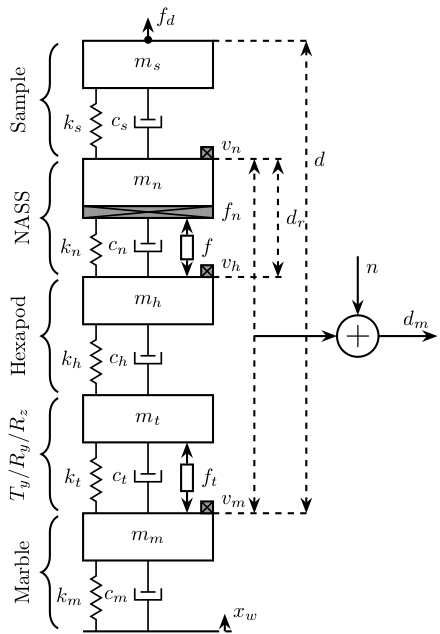 f_d
Sample
m_s
k_s
c_s
v_n
d
NASS
m_n
f_n
k_n
c_n
f
d_r
v_h
n
Hexapod
m_h
d_m
k_h
c_h
T_y/R_y/R_z
m_t
k_t
c_t
f_t
v_m
Marble
m_m
k_m
c_m
x_w